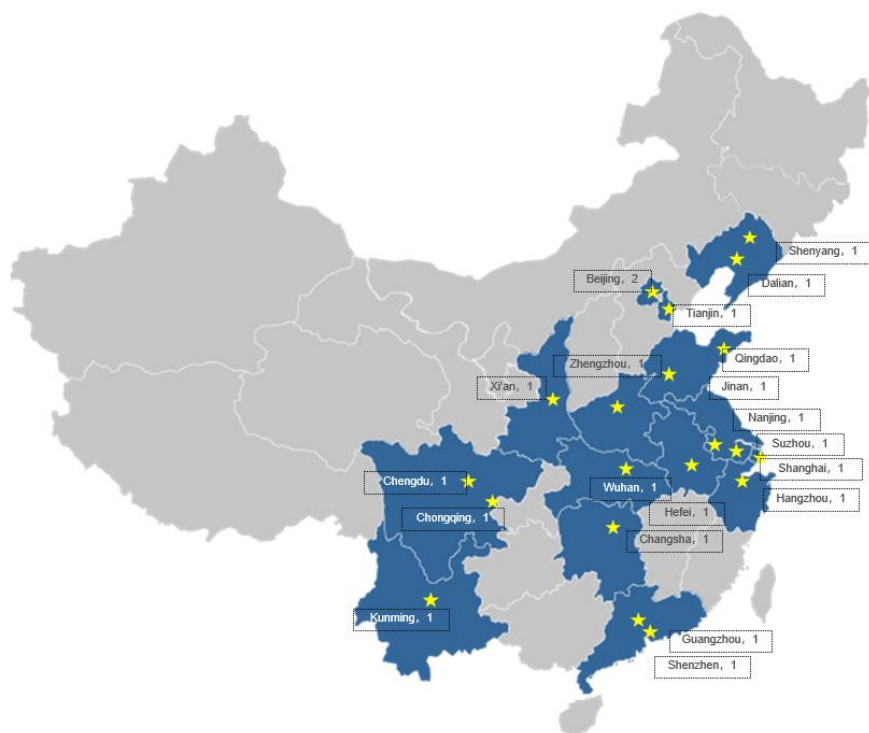 Shenyang, 1
Beijing, 2
Dalian, 1
Tianjin, 1
Zhengzhou, 1
Qingdao, 1
Xi'an, 1
Jinan, 1
Nanjing, 1
Suzhou, 1
Shanghai, 1
Chengdu, 1
Wuhan, 1
Hangzhou, 1
Chongqing, 1
Hefei, 1
Changsha, 1
Kunming, 1
Guangzhou, 1
Shenzhen, 1